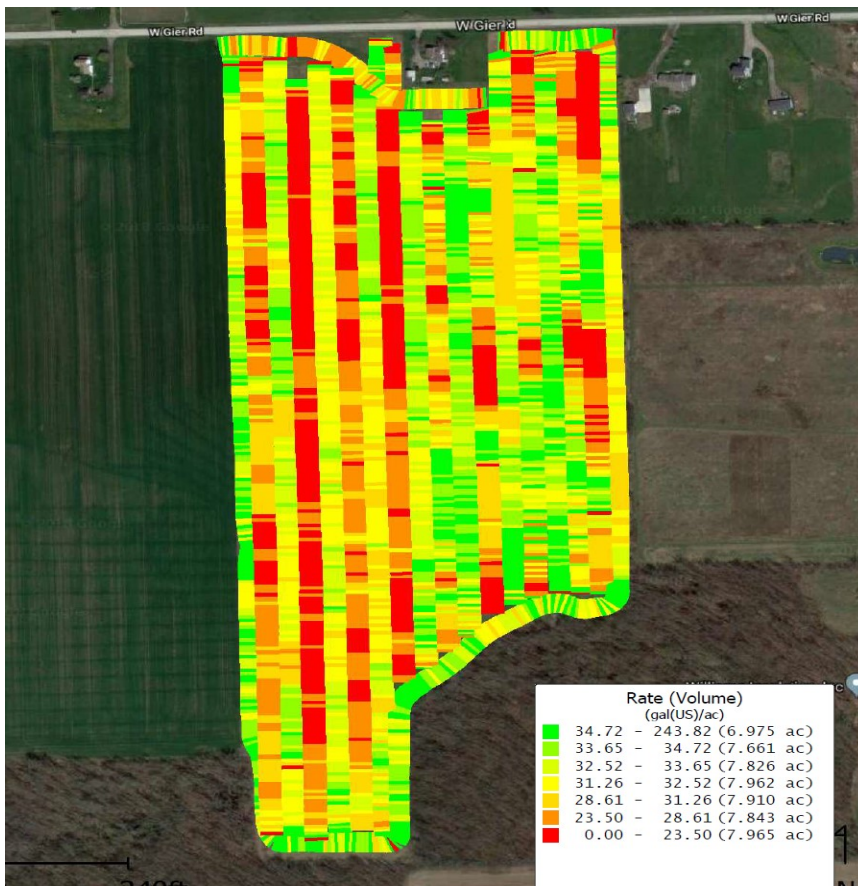 W Gier Rd
W Gier Rd
W Gier Rd
Rate (Volume)
(gal(US)/ac)
34.72 - 243.82 (6.975 ac)
33.65 - 34.72 (7.661 ac)
32.52 - 33.65 (7.826 ac)
31.26 - 32.52 (7.962 ac)
28.61 - 31.26 (7.910 ac)
23.50 - 28.61 (7.843 ac)
0.00 - 23.50 (7.965 ac)
N